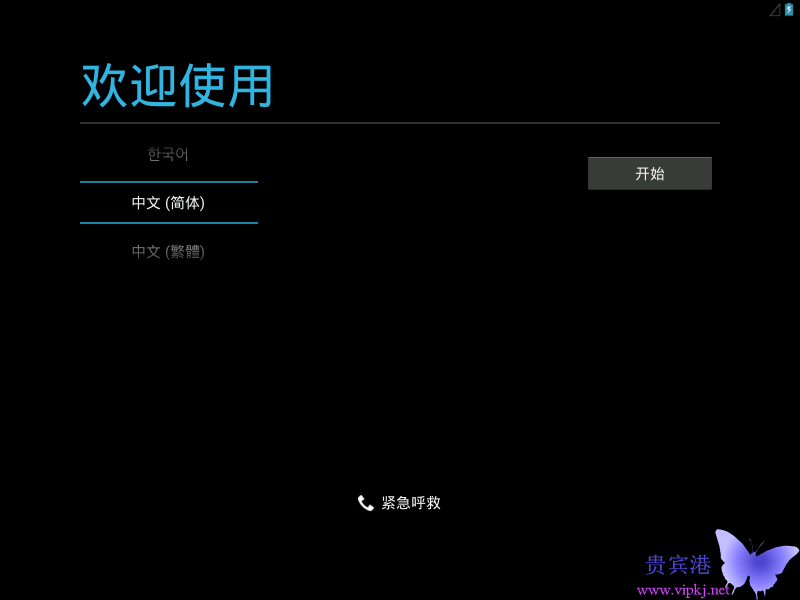 欢迎使用
한국어
开始
中文 (简体)
中文 (繁體)
紧急呼救
贵宾港
www.vipkj.net